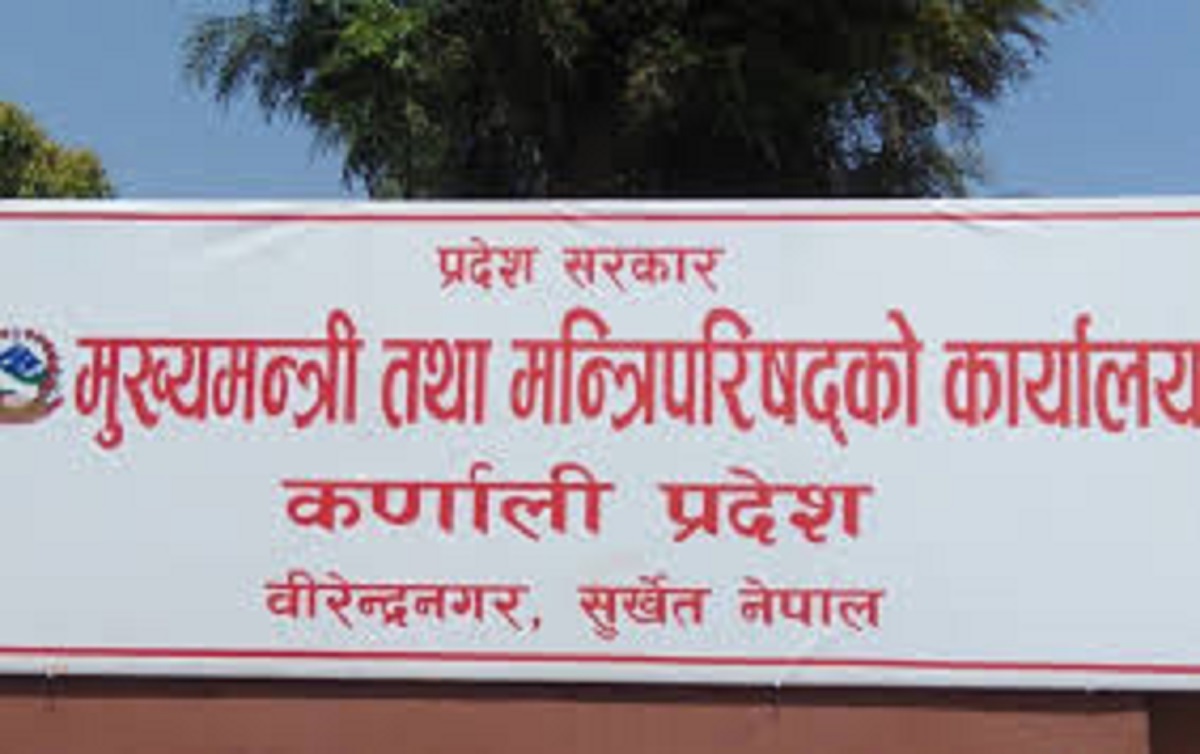 प्रदेश सरकार
मुख्यमन्त्री तथा मन्त्रिपरिषद्को कार्यालय
कर्णाली प्रदेश
वीरेन्द्रनगर, सुर्खेत नेपाल